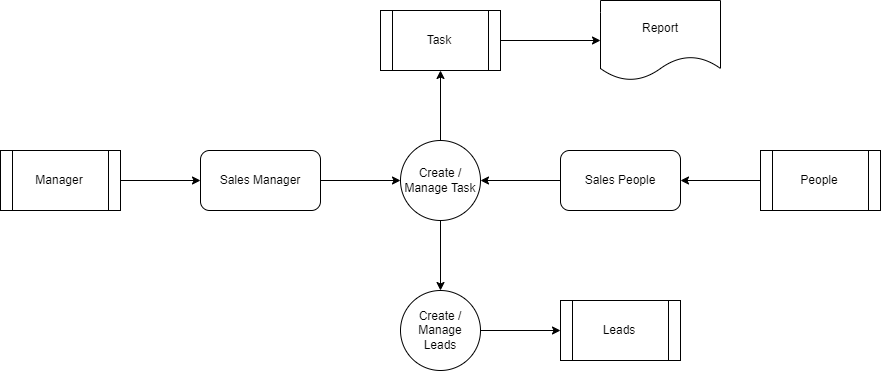 Task
Report
Manager
Sales Manager
Create /
Manage Task
Sales People
People
Create /
Manage
Leads
Leads